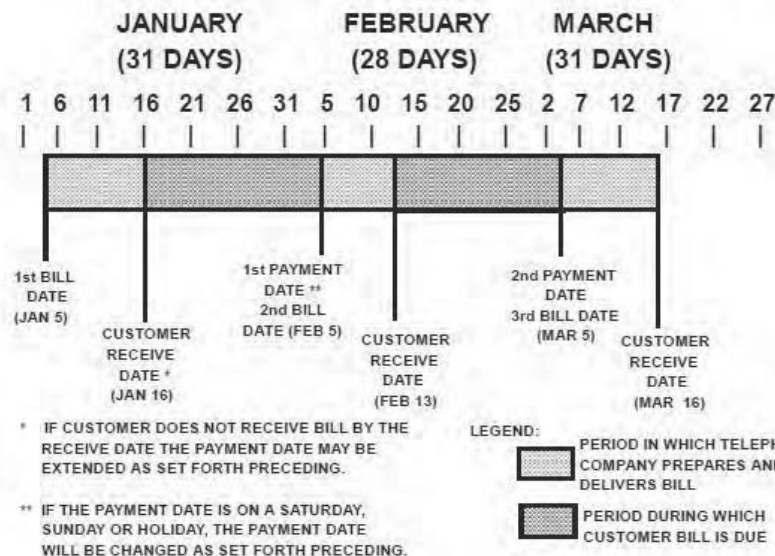 JANUARY FEBRUARY MARCH
(31 DAYS) (28 DAYS) (31 DAYS)
1 6 11 16 21 26 31 5 10 15 20 25 2 7 12 17 22 27
1st BILL
DATE
(JAN 5)
CUSTOMER
RECEIVE
DATE *
(JAN 16)
1st PAYMENT
DATE **
2nd BILL
DATE (FEB 5)
CUSTOMER
RECEIVE
DATE
(FEB 13)
2nd PAYMENT
DATE
3rd BILL DATE
(MAR 5)
CUSTOMER
RECEIVE
DATE
(MAR 16)
* IF CUSTOMER DOES NOT RECEIVE BILL BY THE
RECEIVE DATE THE PAYMENT DATE MAY BE
EXTENDED AS SET FORTH PRECEDING.
** IF THE PAYMENT DATE IS ON A SATURDAY,
SUNDAY OR HOLIDAY, THE PAYMENT DATE
WILL BE CHANGED AS SET FORTH PRECEDING.
LEGEND:
PERIOD IN WHICH TELEPH
COMPANY PREPARES AN
DELIVERS BILL
PERIOD DURING WHICH
CUSTOMER BILL IS DUE